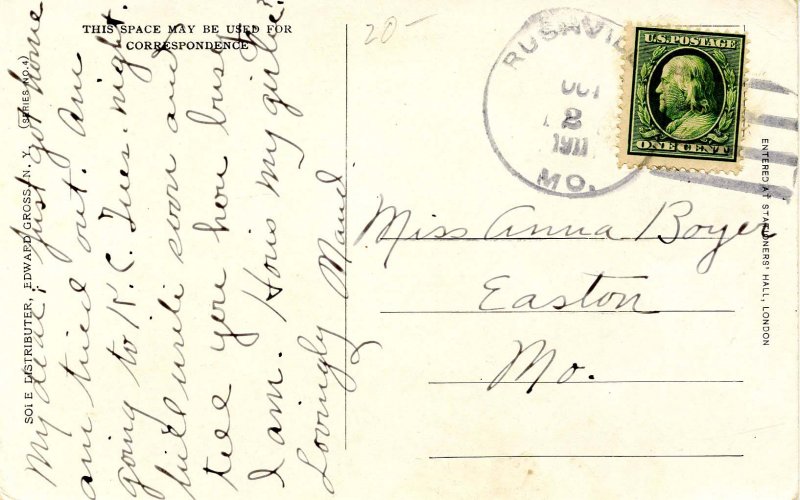 THIS SPACE MAY BE USED FOR
CORRESPONDENCE
20-
RUSHVILLE
OCT
2
1911
MO.
U.S. POSTAGE
ONE CENT
My dear; Just got home
am tired out. Am
going to K. C. Tues. night.
Will write soon and
tell you how busy
I am. How's my girlie?
Lovingly Maud
Miss Anna Boyer
Easton
Mo.
SOLE DISTRIBUTER, EDWARD GROSS, N. Y. (SERIES NO. 4)
ENTERED AT STATIONERS' HALL, LONDON